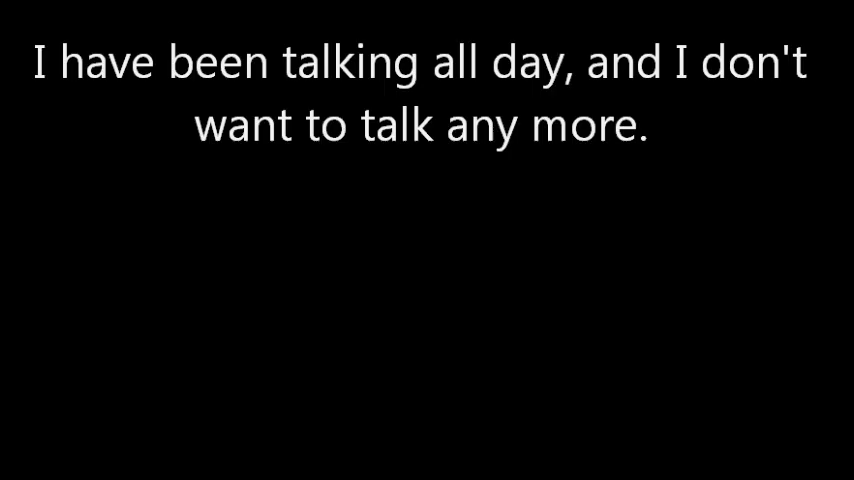 I have been talking all day, and I don't
want to talk any more.